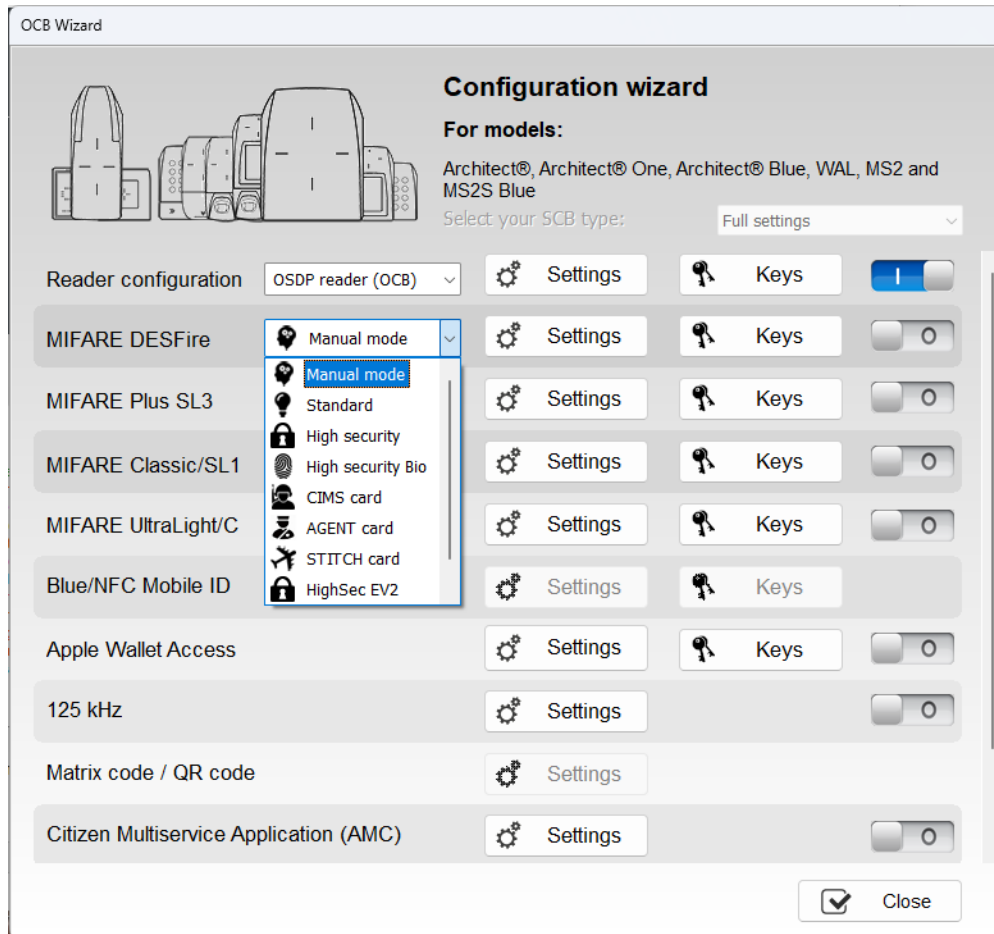 OCB Wizard
Configuration wizard
For models:
Architect®, Architect® One, Architect® Blue, WAL, MS2 and
MS2S Blue
Select your SCB type: Full settings
Reader configuration OSDP reader (OCB) Settings Keys I
MIFARE DESFire Manual mode Settings Keys O
Manual mode
Standard
High security
High security Bio
CIMS card
AGENT card
STITCH card
HighSec EV2
MIFARE Plus SL3 Settings Keys O
MIFARE Classic/SL1 Settings Keys O
MIFARE UltraLight/C Settings Keys O
Blue/NFC Mobile ID Settings Keys
Apple Wallet Access Settings Keys O
125 kHz Settings O
Matrix code / QR code Settings
Citizen Multiservice Application (AMC) Settings O
Close